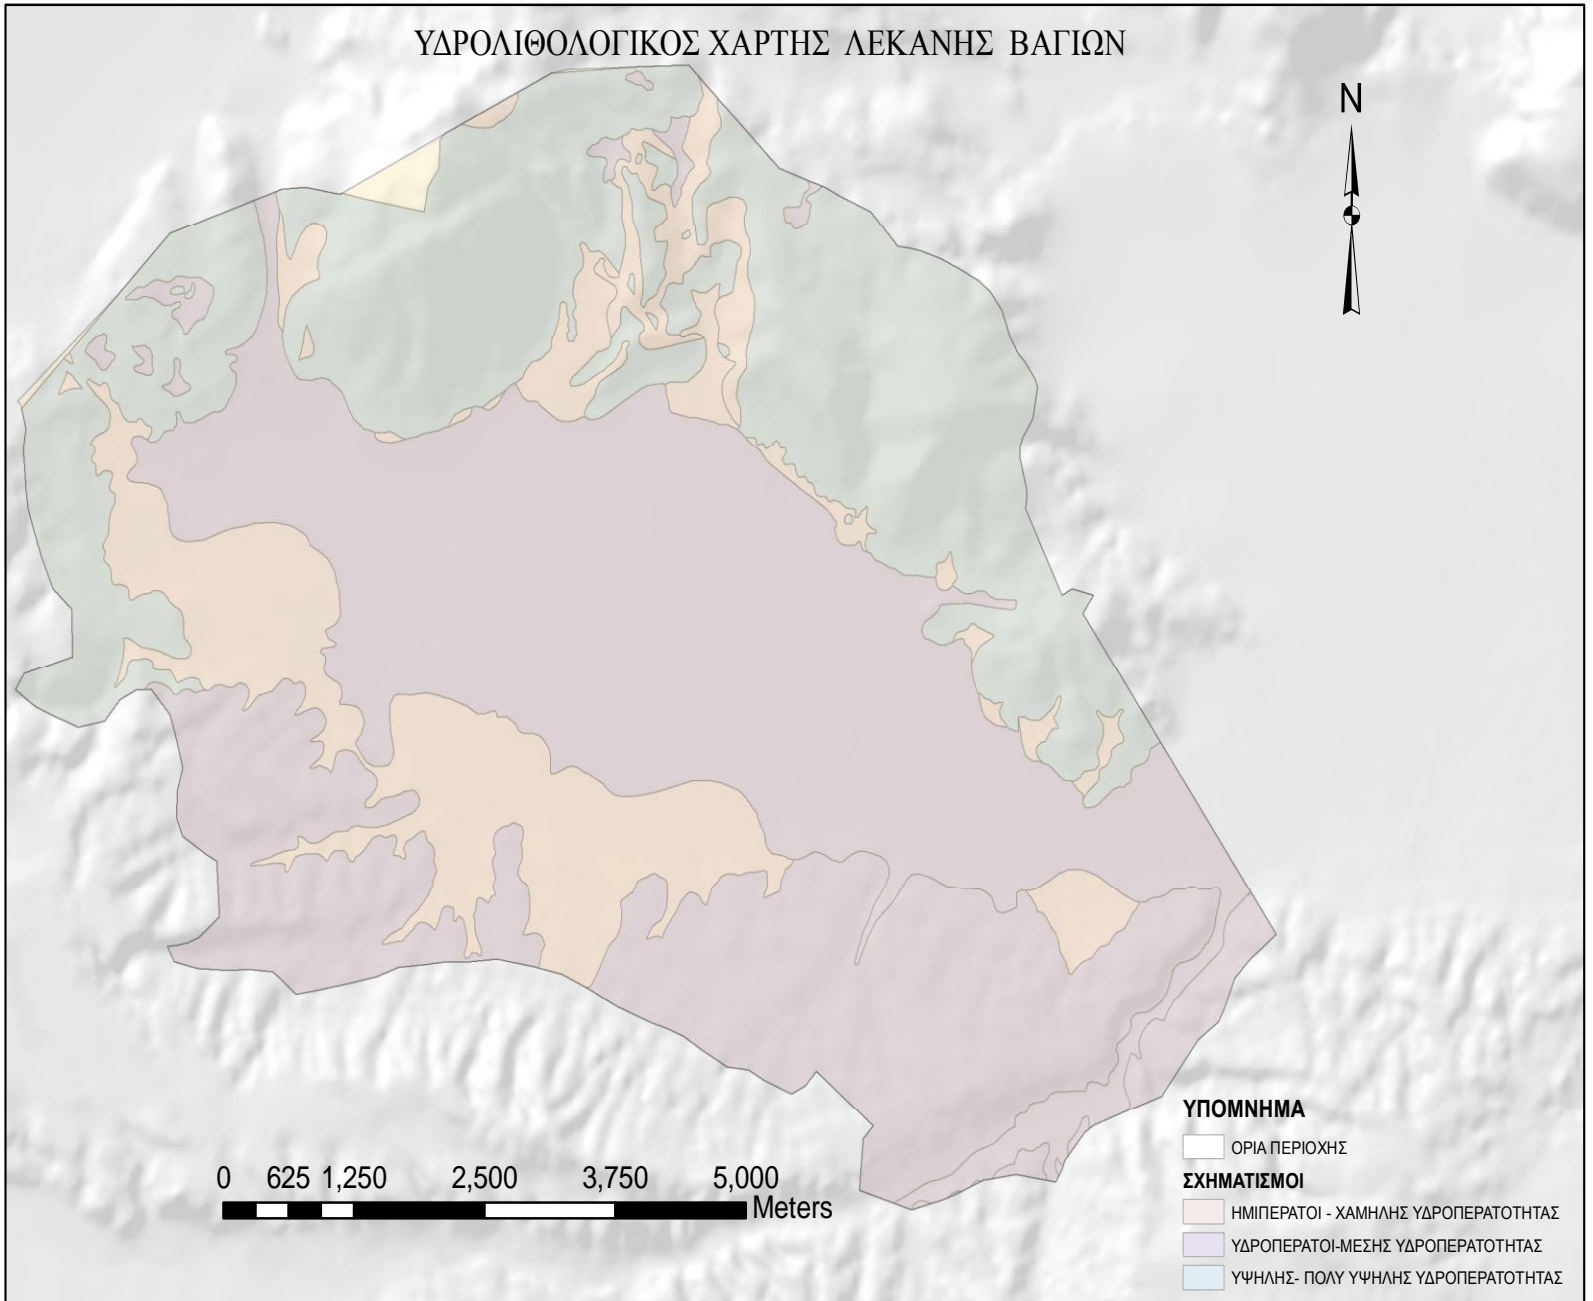 ΥΔΡΟΛΙΘΟΛΟΓΙΚΟΣ ΧΑΡΤΗΣ ΛΕΚΑΝΗΣ ΒΑΓΙΩΝ
N
0 625 1,250 2,500 3,750 5,000
Meters
ΥΠΟΜΝΗΜΑ
ΟΡΙΑ ΠΕΡΙΟΧΗΣ
ΣΧΗΜΑΤΙΣΜΟΙ
ΗΜΙΠΕΡΑΤΟΙ - ΧΑΜΗΛΗΣ ΥΔΡΟΠΕΡΑΤΟΤΗΤΑΣ
ΥΔΡΟΠΕΡΑΤΟΙ-ΜΕΣΗΣ ΥΔΡΟΠΕΡΑΤΟΤΗΤΑΣ
ΥΨΗΛΗΣ- ΠΟΛΥ ΥΨΗΛΗΣ ΥΔΡΟΠΕΡΑΤΟΤΗΤΑΣ